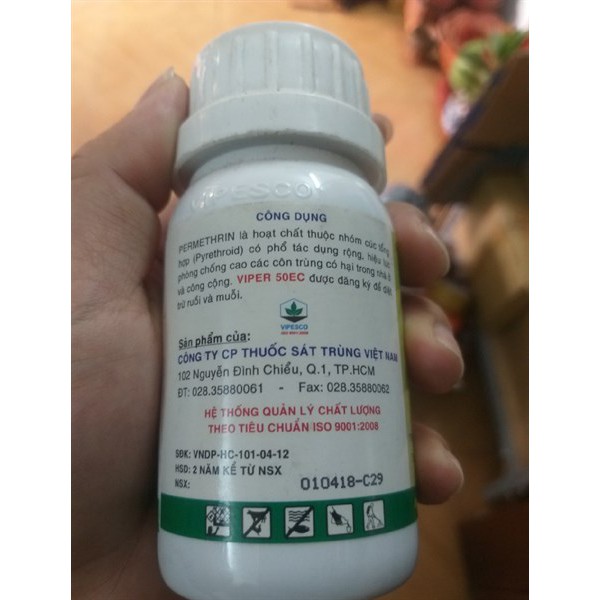 VIPESCO
CÔNG DỤNG
PERMETHRIN là hoạt chất thuộc nhóm cúc tổng
hợp (Pyrethroid) có phổ tác dụng rộng, hiệu lực
phòng chống cao các côn trùng có hại trong nhà ở
và công cộng. VIPER 50EC được đăng ký để diệt
trừ ruồi và muỗi.
VIPESCO
Sản phẩm của:
CÔNG TY CP THUỐC SÁT TRÙNG VIỆT NAM
102 Nguyễn Đình Chiểu, Q.1, TP.HCM
ĐT: 028.35880061 - Fax: 028.35880062
HỆ THỐNG QUẢN LÝ CHẤT LƯỢNG
THEO TIÊU CHUẨN ISO 9001:2008
SĐK: VNDP-HC-101-04-12
HSD: 2 NĂM KỂ TỪ NSX
NSX: 010418-C29